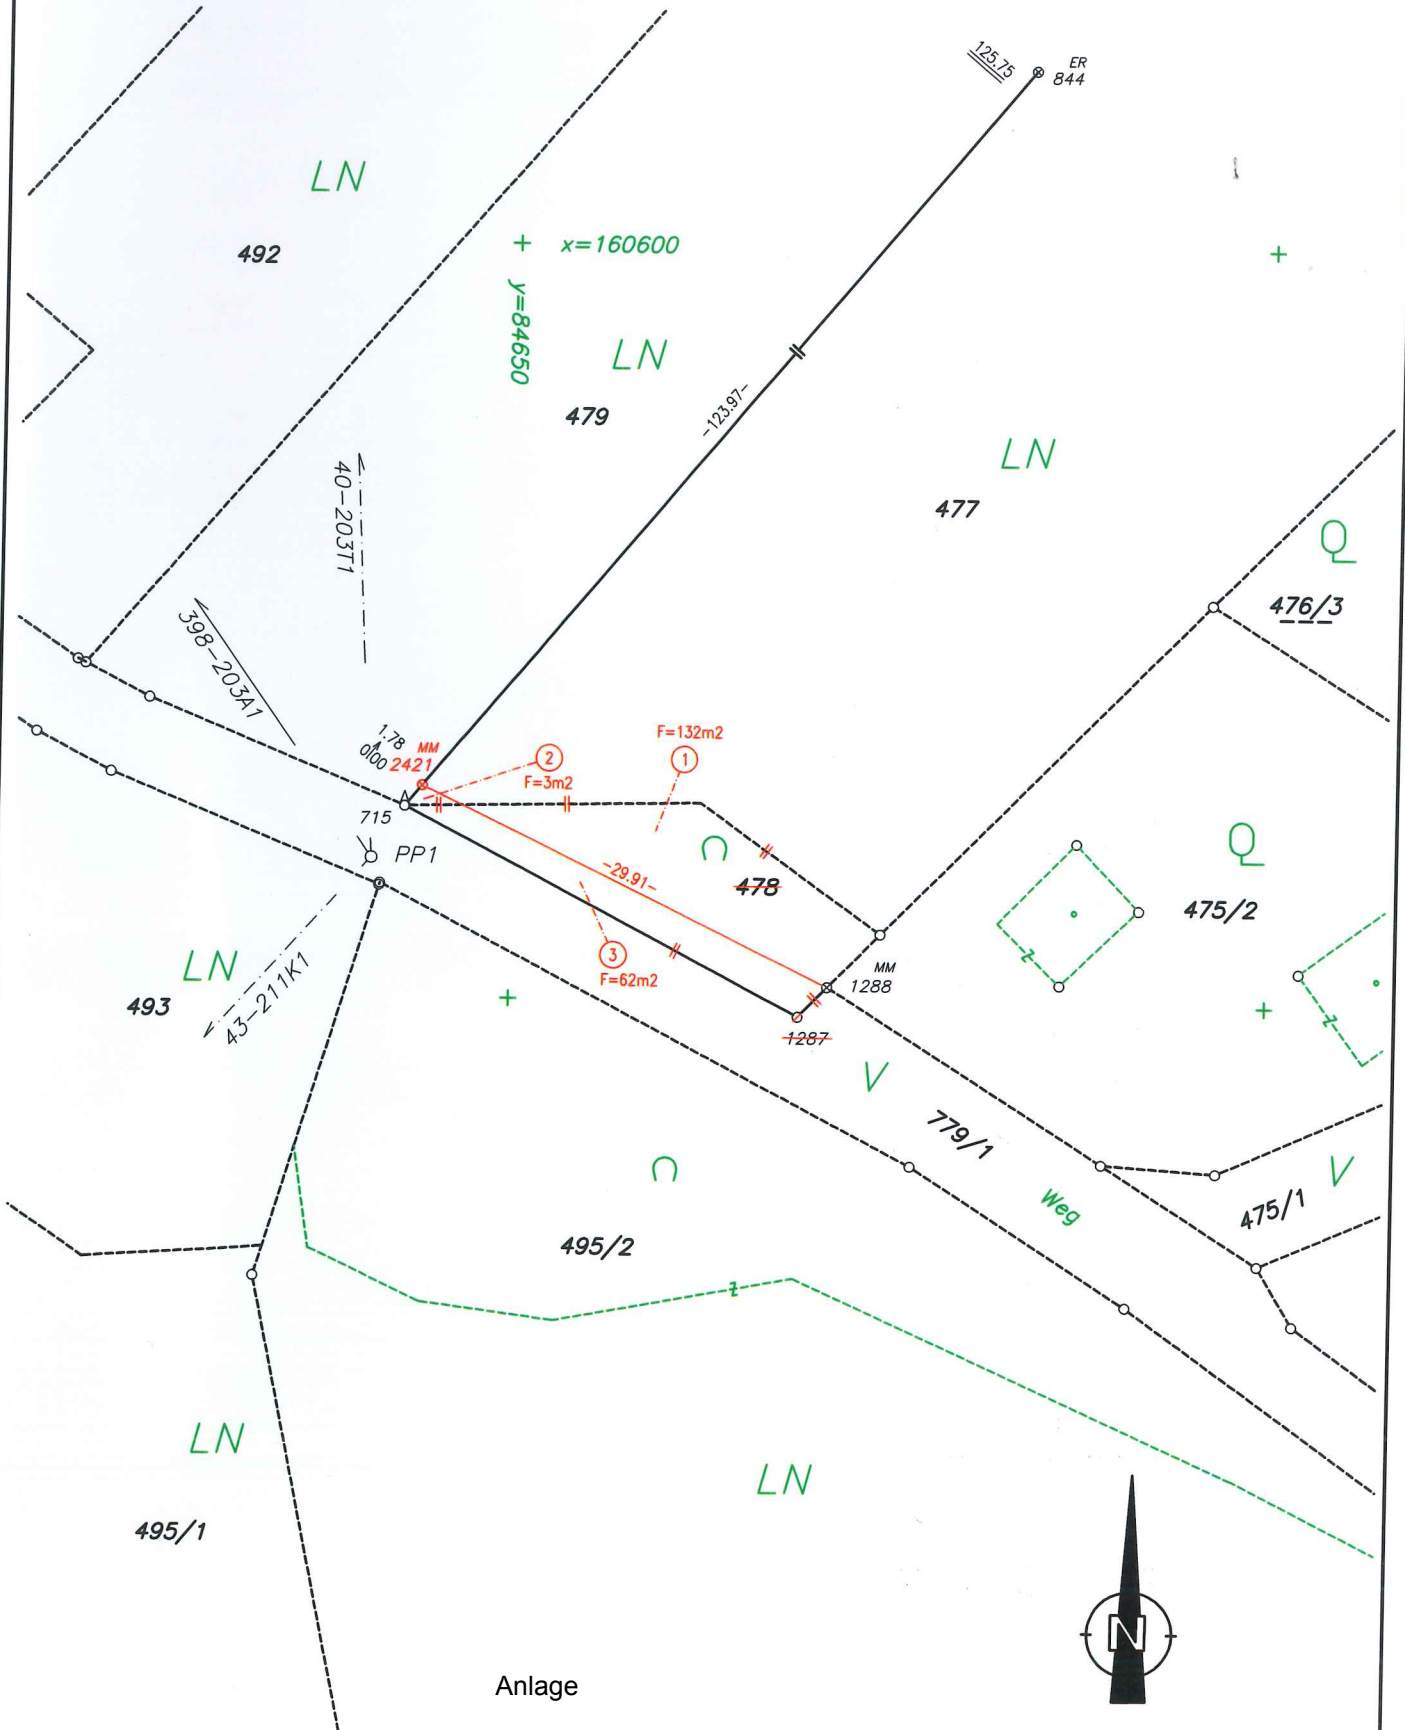 125.75
ER
844
LN
492
x=160600
y=84650
LN
479
-123.97-
LN
477
40-203T1
Q
476/3
398-203A1
1.78
0.00
MM
2421
2
F=3m2
F=132m2
1
715
PP1
-29.91-
478
Q
475/2
3
F=62m2
MM
1288
1287
LN
493
43-211K1
V
779/1
Weg
475/1
V
495/2
LN
495/1
LN
N
Anlage